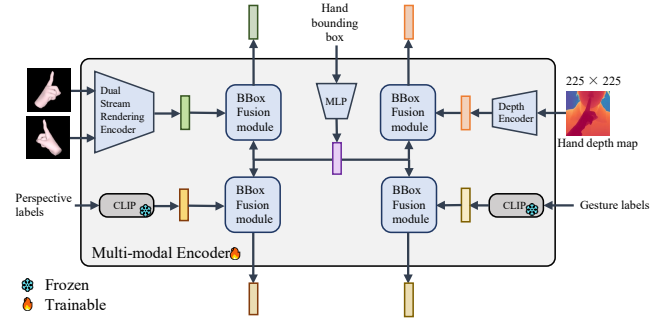 Hand
bounding
box
Dual
Stream
Rendering
Encoder
BBox
Fusion
module
MLP
BBox
Fusion
module
Depth
Encoder
225 × 225
Hand depth map
Perspective
labels
CLIP
BBox
Fusion
module
BBox
Fusion
module
CLIP
Gesture labels
Multi-modal Encoder
Frozen
Trainable